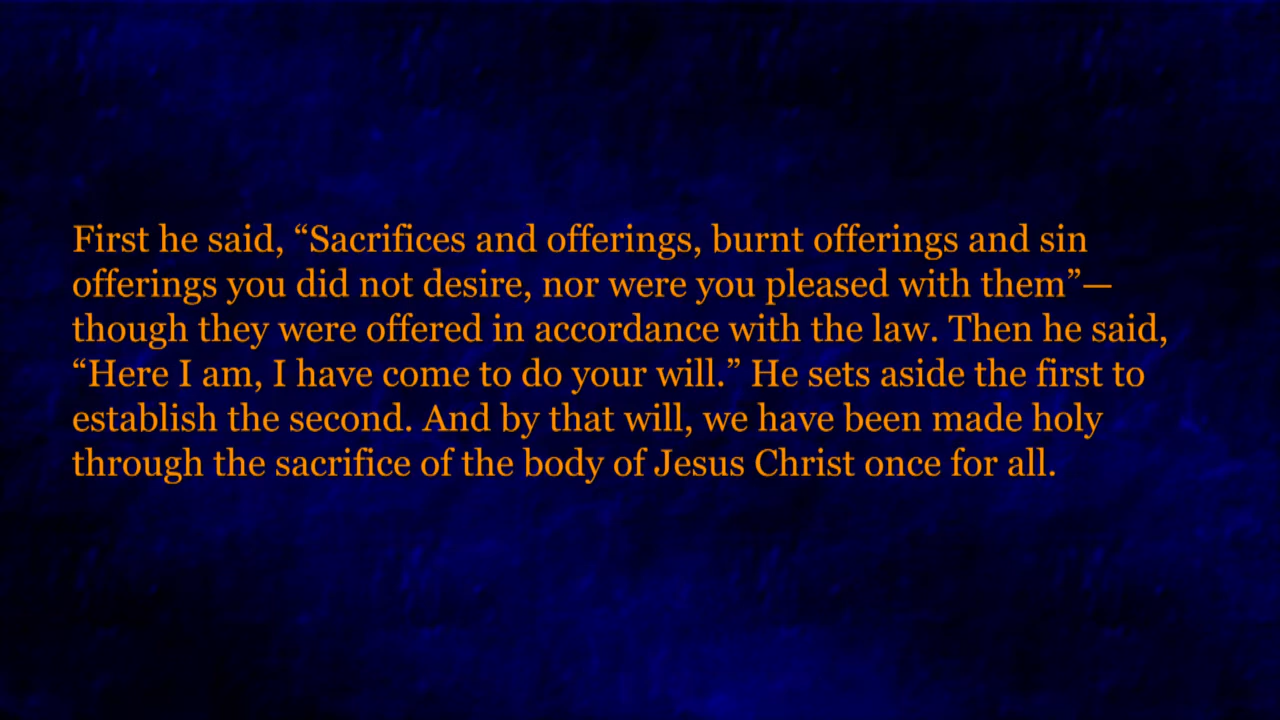 First he said, “Sacrifices and offerings, burnt offerings and sin
offerings you did not desire, nor were you pleased with them”—
though they were offered in accordance with the law. Then he said,
“Here I am, I have come to do your will.” He sets aside the first to
establish the second. And by that will, we have been made holy
through the sacrifice of the body of Jesus Christ once for all.